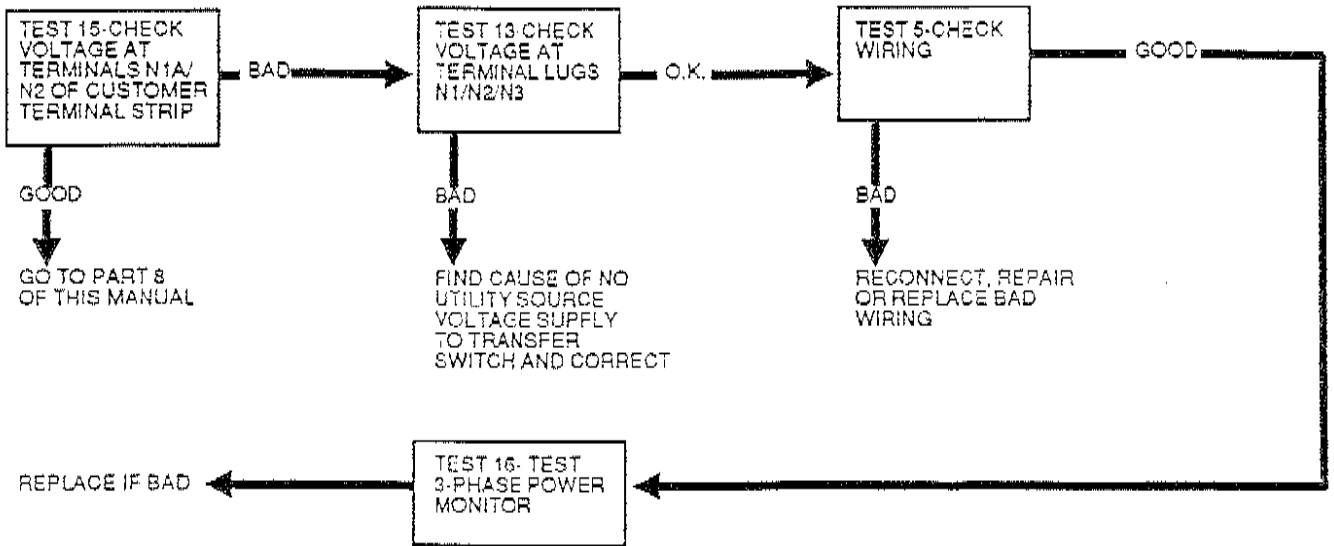 TEST 15-CHECK
VOLTAGE AT
TERMINALS N1A/
N2 OF CUSTOMER
TERMINAL STRIP
BAD
TEST 13-CHECK
VOLTAGE AT
TERMINAL LUGS
N1/N2/N3
O.K.
TEST 5-CHECK
WIRING
GOOD
GOOD
BAD
BAD
GO TO PART 8
OF THIS MANUAL
FIND CAUSE OF NO
UTILITY SOURCE
VOLTAGE SUPPLY
TO TRANSFER
SWITCH AND CORRECT
RECONNECT, REPAIR
OR REPLACE BAD
WIRING
REPLACE IF BAD
TEST 16- TEST
3-PHASE POWER
MONITOR